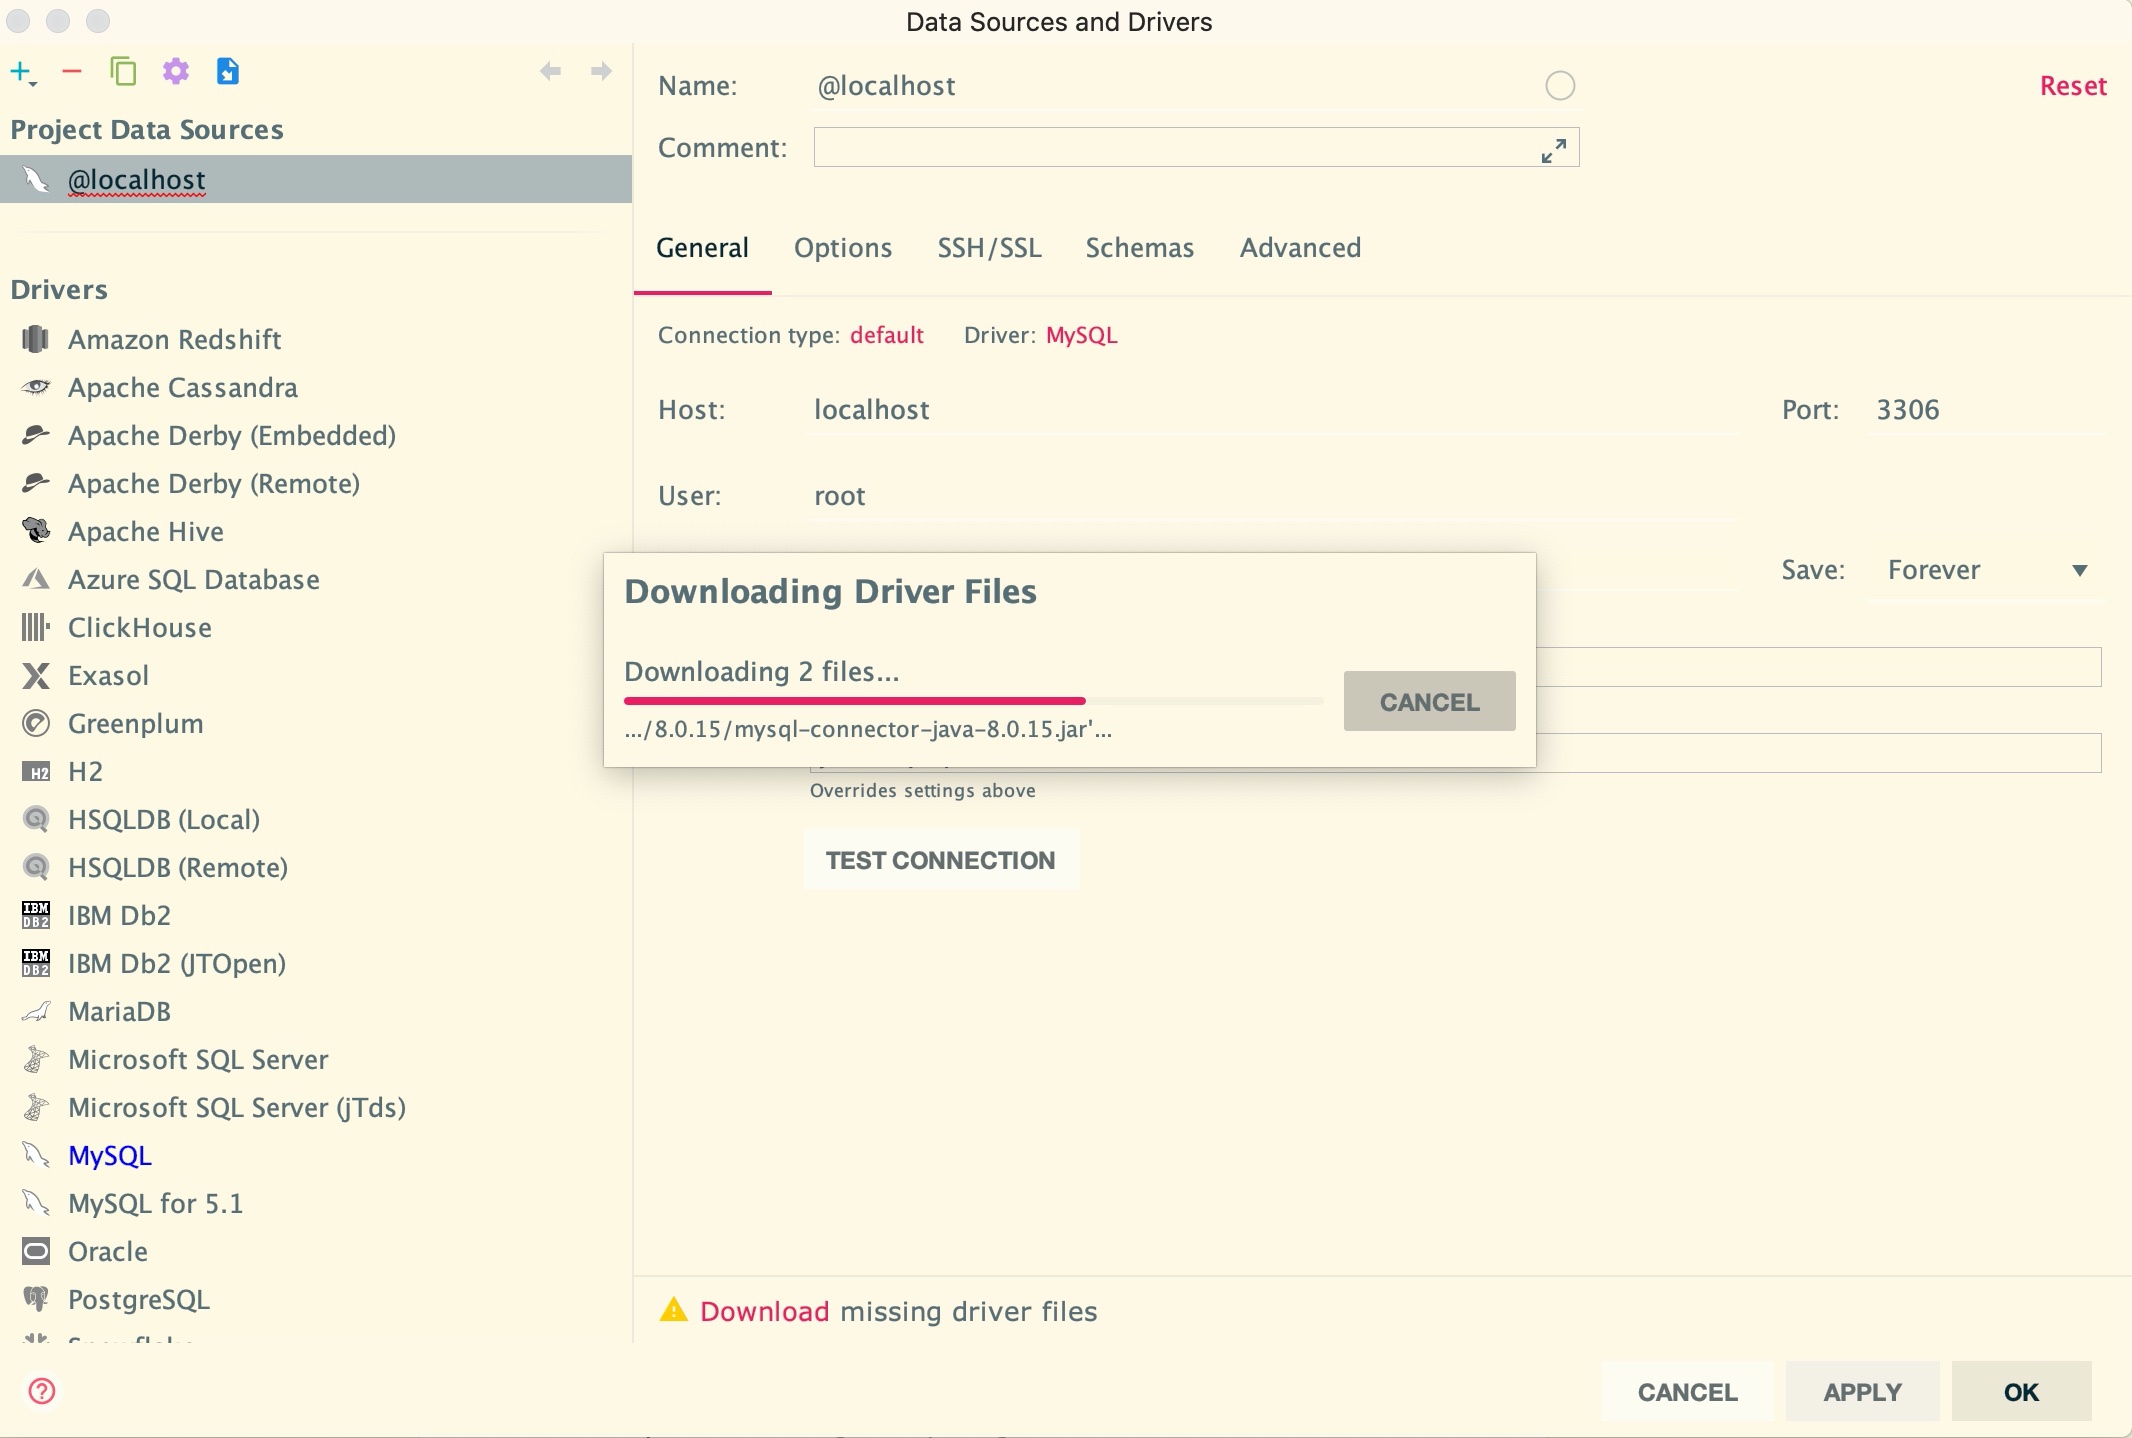 Data Sources and Drivers
Project Data Sources
@localhost
Drivers
Amazon Redshift
Apache Cassandra
Apache Derby (Embedded)
Apache Derby (Remote)
Apache Hive
Azure SQL Database
ClickHouse
Exasol
Greenplum
H2
H2
HSQLDB (Local)
HSQLDB (Remote)
IBM DB2
IBM Db2
IBM DB2
IBM Db2 (JTOpen)
MariaDB
Microsoft SQL Server
Microsoft SQL Server (jTds)
MySQL
MySQL for 5.1
Oracle
PostgreSQL
Name: @localhost
Reset
Comment:
General Options SSH/SSL Schemas Advanced
Connection type: default Driver: MySQL
Host: localhost Port: 3306
User: root
Save: Forever
Downloading Driver Files
Downloading 2 files...
CANCEL
.../8.0.15/mysql-connector-java-8.0.15.jar'...
Overrides settings above
TEST CONNECTION
Download missing driver files
?
CANCEL APPLY OK